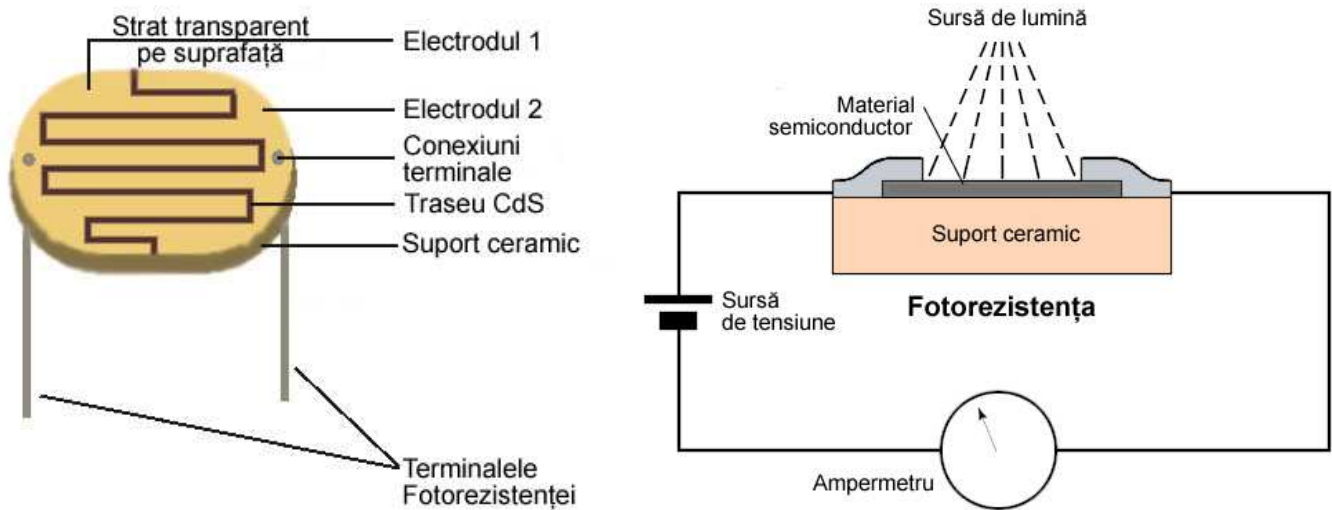 Strat transparent
pe suprafață
Electrodul 1
Electrodul 2
Conexiuni
terminale
Traseu CdS
Suport ceramic
Terminalele
Fotorezistenței
Sursă de lumină
Material
semiconductor
Suport ceramic
Fotorezistența
Sursă
de tensiune
Ampermetru